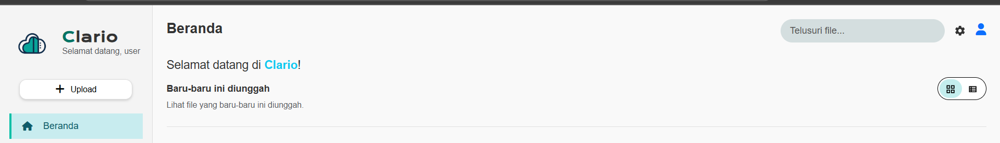 Clario
Selamat datang, user
Upload
Beranda
Beranda
Telusuri file...
Selamat datang di Clario!
Baru-baru ini diunggah
Lihat file yang baru-baru ini diunggah.